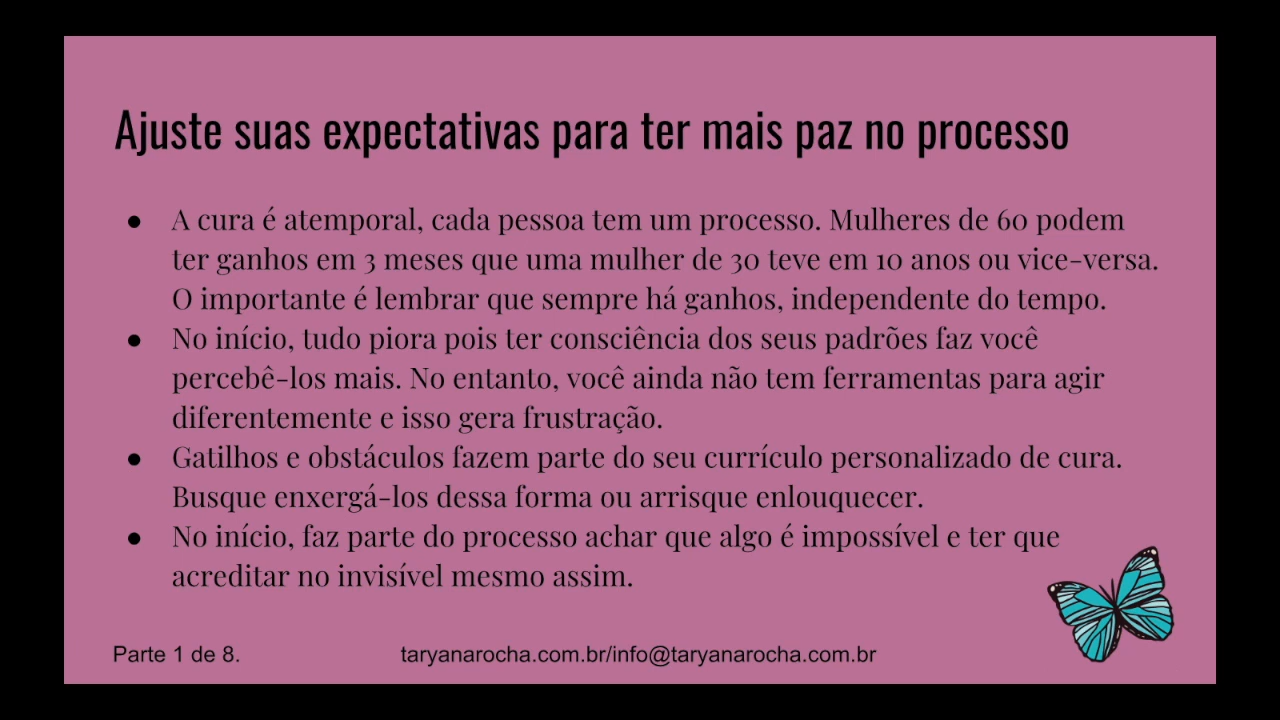 Ajuste suas expectativas para ter mais paz no processo
● A cura é atemporal, cada pessoa tem um processo. Mulheres de 60 podem
ter ganhos em 3 meses que uma mulher de 30 teve em 10 anos ou vice-versa.
O importante é lembrar que sempre há ganhos, independente do tempo.
● No início, tudo piora pois ter consciência dos seus padrões faz você
percebê-los mais. No entanto, você ainda não tem ferramentas para agir
diferentemente e isso gera frustração.
● Gatilhos e obstáculos fazem parte do seu currículo personalizado de cura.
Busque enxergá-los dessa forma ou arrisque enlouquecer.
● No início, faz parte do processo achar que algo é impossível e ter que
acreditar no invisível mesmo assim.
Parte 1 de 8.
taryanarocha.com.br/info@taryanarocha.com.br